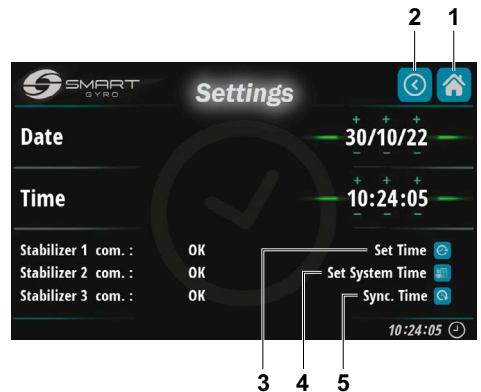 2 1
SMART
GYRO
Settings
+ + +
Date 30/10/22
- - -
+ + +
Time 10:24:05
- - -
Stabilizer 1 com. : OK Set Time
Stabilizer 2 com. : OK Set System Time
Stabilizer 3 com. : OK Sync. Time
10:24:05
3 4 5